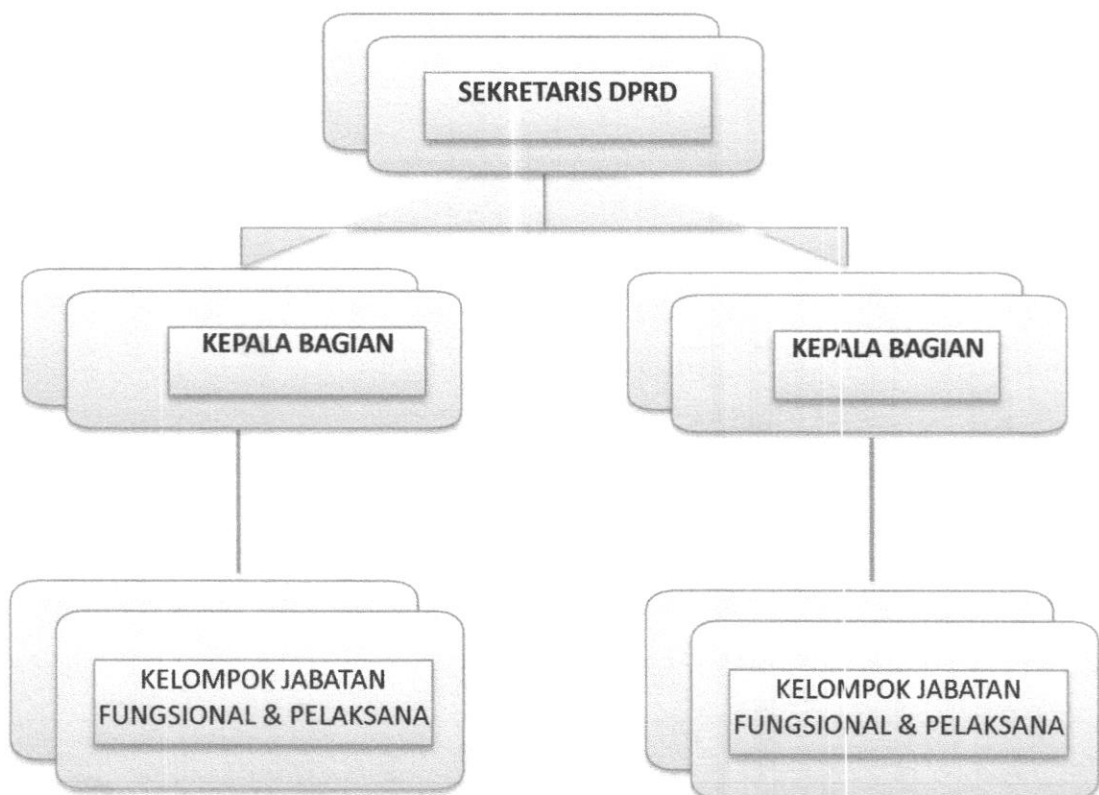 SEKRETARIS DPRD
KEPALA BAGIAN
KEPALA BAGIAN
KELOMPOK JABATAN
FUNGSIONAL & PELAKSANA
KELOMPOK JABATAN
FUNGSIONAL & PELAKSANA